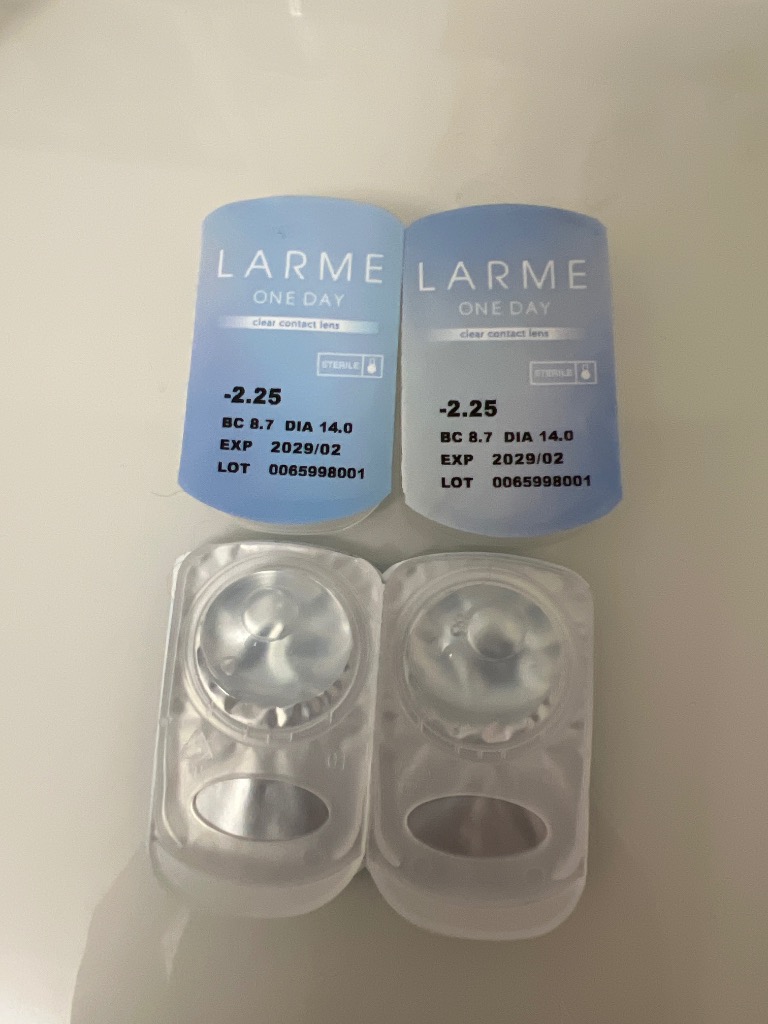 LARME
ONE DAY
clear contact lens
STERILE
-2.25
BC 8.7 DIA 14.0
EXP 2029/02
LOT 0065998001
LARME
ONE DAY
clear contact lens
STERILE
-2.25
BC 8.7 DIA 14.0
EXP 2029/02
LOT 0065998001